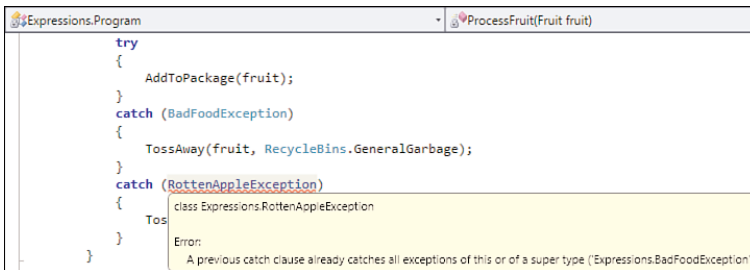 Expressions.Program ProcessFruit(Fruit fruit)
try
{
AddToPackage(fruit);
}
catch (BadFoodException)
{
TossAway(fruit, RecycleBins.GeneralGarbage);
}
catch (RottenAppleException)
{
class Expressions.RottenAppleException
Tos
}
Error:
A previous catch clause already catches all exceptions of this or of a super type ('Expressions.BadFoodException'
}